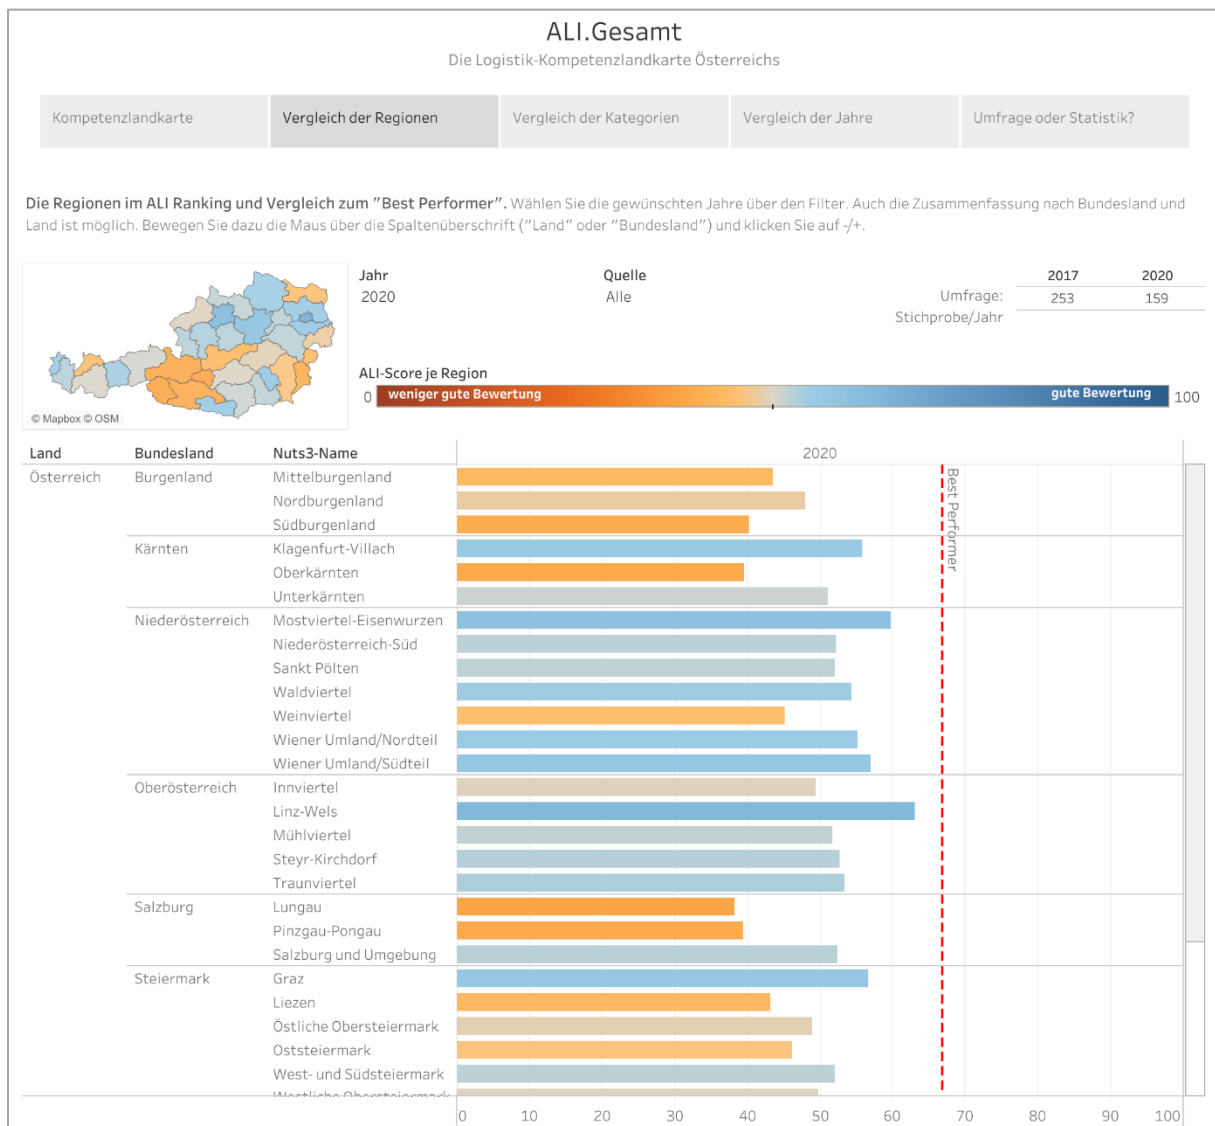 ALI.Gesamt
Die Logistik-Kompetenzlandkarte Österreichs
Kompetenzlandkarte
Vergleich der Regionen
Vergleich der Kategorien
Vergleich der Jahre
Umfrage oder Statistik?
Die Regionen im ALI Ranking und Vergleich zum "Best Performer". Wählen Sie die gewünschten Jahre über den Filter. Auch die Zusammenfassung nach Bundesland und
Land ist möglich. Bewegen Sie dazu die Maus über die Spaltenüberschrift ("Land" oder "Bundesland") und klicken Sie auf -/+.
© Mapbox © OSM
Jahr
2020
Quelle
Alle
2017 2020
Umfrage: 253 159
Stichprobe/Jahr
ALI-Score je Region
0 weniger gute Bewertung gute Bewertung 100
Land Bundesland Nuts3-Name 2020
Österreich Burgenland Mittelburgenland
Nordburgenland
Südburgenland
Kärnten Klagenfurt-Villach
Oberkärnten
Unterkärnten
Niederösterreich Mostviertel-Eisenwurzen
Niederösterreich-Süd
Sankt Pölten
Waldviertel
Weinviertel
Wiener Umland/Nordteil
Wiener Umland/Südteil
Oberösterreich Innviertel
Linz-Wels
Mühlviertel
Steyr-Kirchdorf
Traunviertel
Salzburg Lungau
Pinzgau-Pongau
Salzburg und Umgebung
Steiermark Graz
Liezen
Östliche Obersteiermark
Oststeiermark
West- und Südsteiermark
Westliche Obersteiermark
Best Performer
0 10 20 30 40 50 60 70 80 90 100